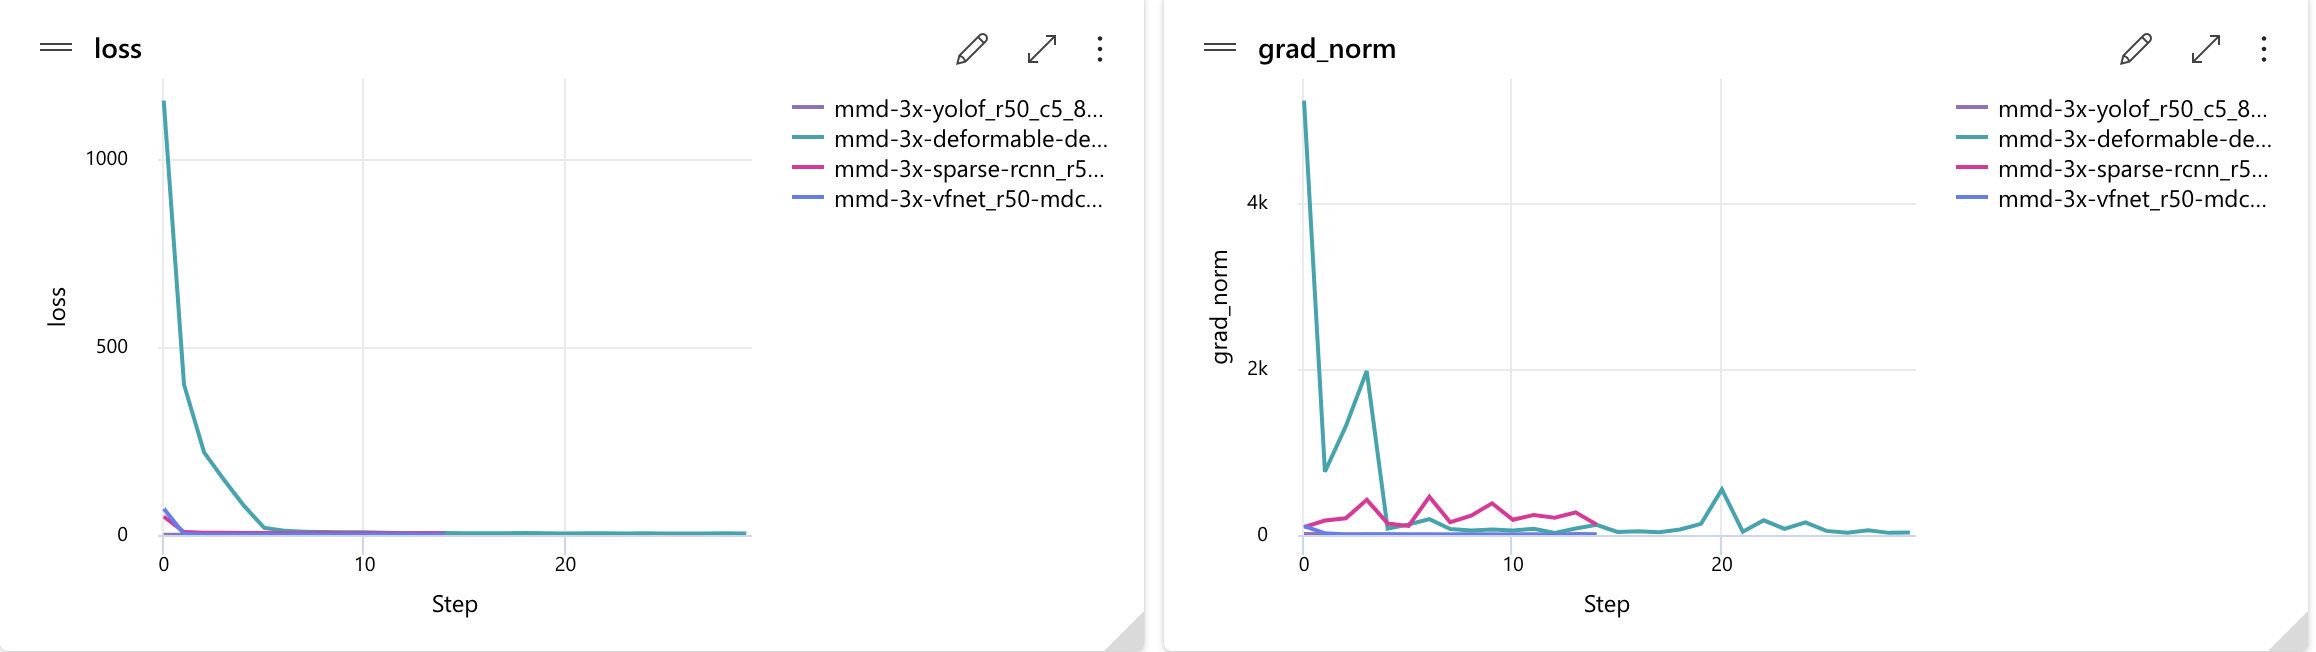 loss
mmd-3x-yolof_r50_c5_8...
mmd-3x-deformable-de...
mmd-3x-sparse-rcnn_r5...
mmd-3x-vfnet_r50-mdc...
1000
500
0
loss
0 10 20
Step
grad_norm
mmd-3x-yolof_r50_c5_8...
mmd-3x-deformable-de...
mmd-3x-sparse-rcnn_r5...
mmd-3x-vfnet_r50-mdc...
4k
2k
0
grad_norm
0 10 20
Step